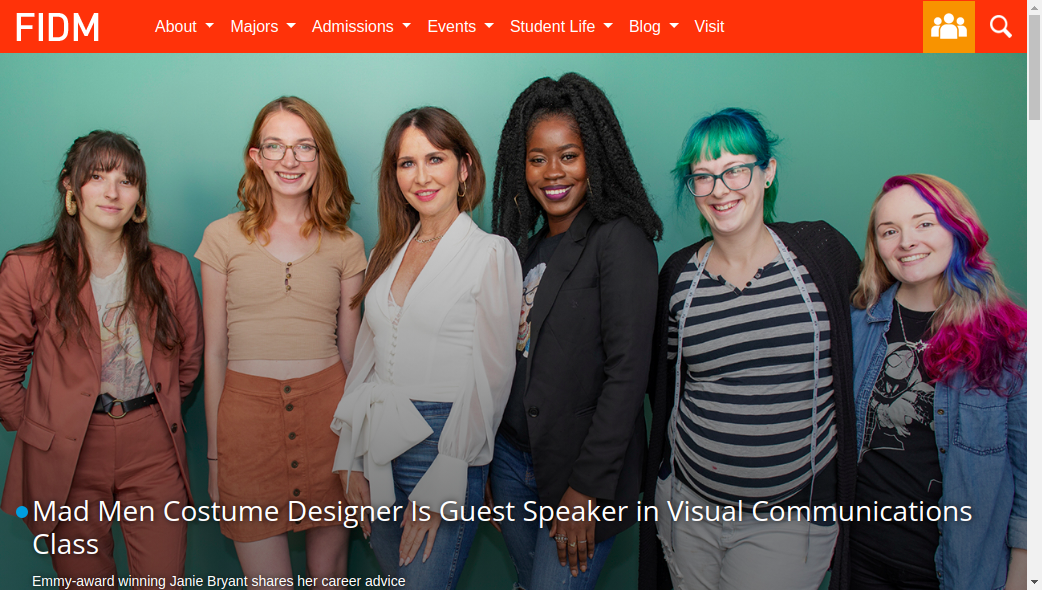 FIDM
About
Majors
Admissions
Events
Student Life
Blog
Visit
Mad Men Costume Designer Is Guest Speaker in Visual Communications
Class
Emmy-award winning Janie Bryant shares her career advice